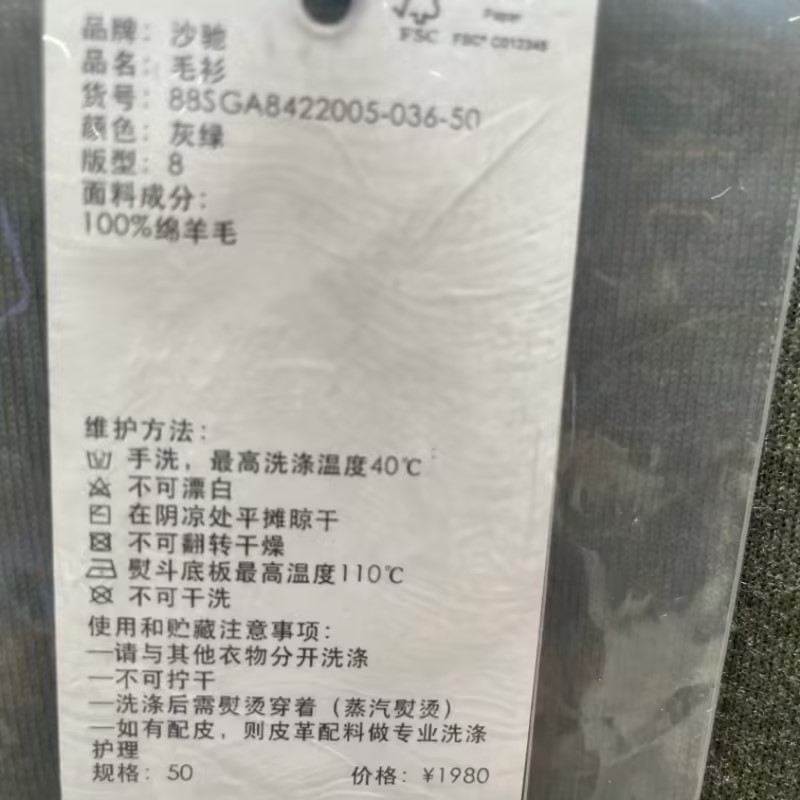 品牌：沙驰
品名：毛衫
货号：88SGA8422005-036-50
颜色：灰绿
版型：8
面料成分：
100%绵羊毛
FSC
Paper
FSC® C012345
维护方法：
手洗，最高洗涤温度40℃
不可漂白
在阴凉处平摊晾干
不可翻转干燥
熨斗底板最高温度110℃
不可干洗
使用和贮藏注意事项：
—请与其他衣物分开洗涤
—不可拧干
—洗涤后需熨烫穿着（蒸汽熨烫）
—如有配皮，则皮革配料做专业洗涤
护理
规格：50 价格：¥1980